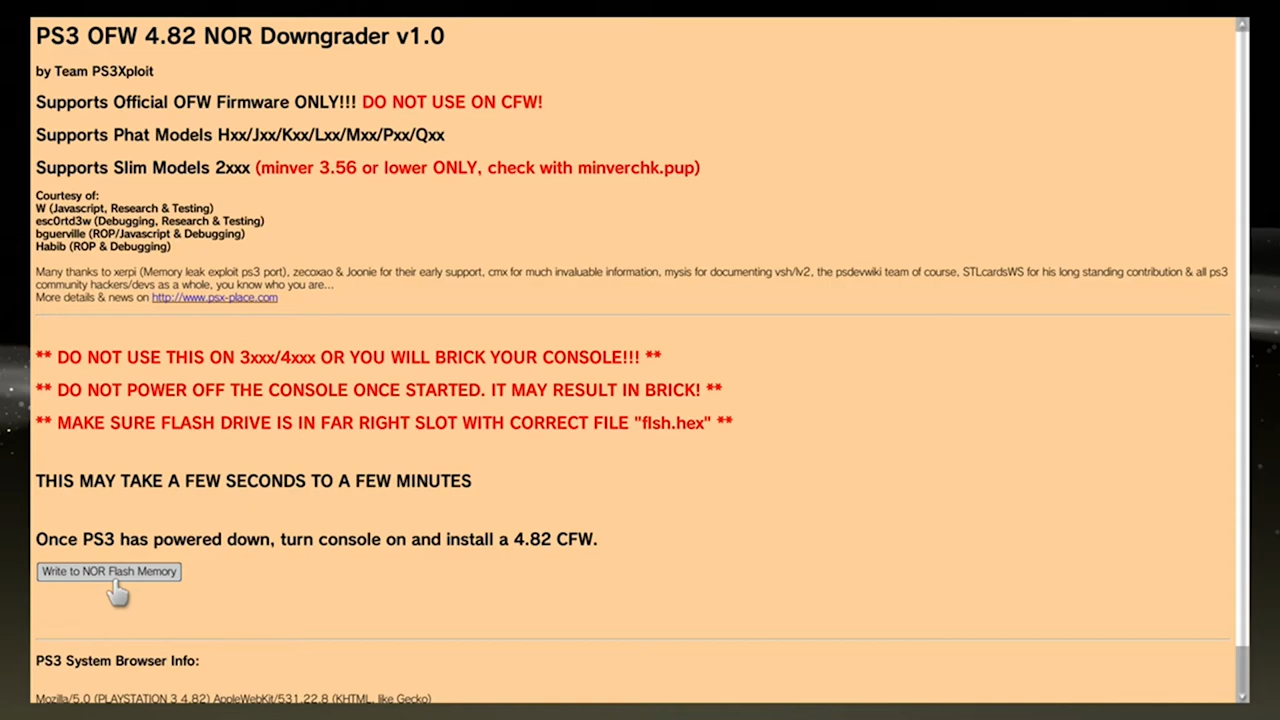 PS3 OFW 4.82 NOR Downgrader v1.0
by Team PS3Xploit
Supports Official OFW Firmware ONLY!!! DO NOT USE ON CFW!
Supports Phat Models Hxx/Jxx/Kxx/Lxx/Mxx/Pxx/Qxx
Supports Slim Models 2xxx (minver 3.56 or lower ONLY, check with minverchk.pup)
Courtesy of:
W (Javascript, Research & Testing)
esc0rtd3w (Debugging, Research & Testing)
bguerville (ROP/Javascript & Debugging)
Habib (ROP & Debugging)
Many thanks to xerpi (Memory leak exploit ps3 port), zecoxao & Joonie for their early support, cmx for much invaluable information, mysis for documenting vsh/lv2, the psdevwiki team of course, STLcardsWS for his long standing contribution & all ps3
community hackers/devs as a whole, you know who you are...
More details & news on http://www.psx-place.com
** DO NOT USE THIS ON 3xxx/4xxx OR YOU WILL BRICK YOUR CONSOLE!!! **
** DO NOT POWER OFF THE CONSOLE ONCE STARTED. IT MAY RESULT IN BRICK! **
** MAKE SURE FLASH DRIVE IS IN FAR RIGHT SLOT WITH CORRECT FILE "flsh.hex" **
THIS MAY TAKE A FEW SECONDS TO A FEW MINUTES
Once PS3 has powered down, turn console on and install a 4.82 CFW.
Write to NOR Flash Memory
PS3 System Browser Info:
Mozilla/5.0 (PLAYSTATION 3 4.82) AppleWebKit/531.22.8 (KHTML, like Gecko)